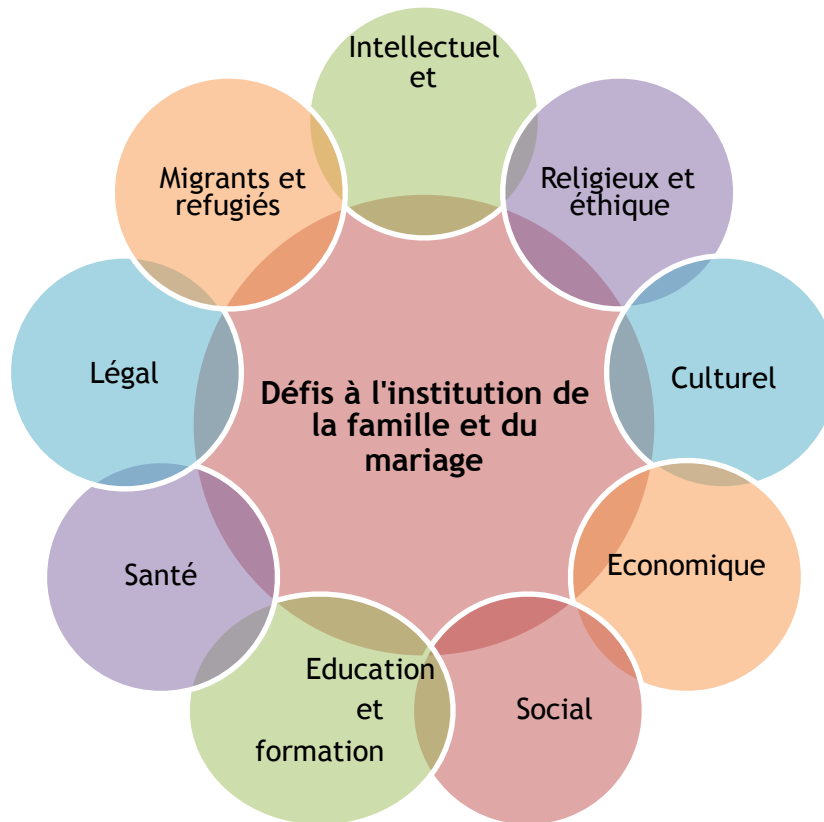 Intellectuel
et
Religieux et
éthique
Culturel
Economique
Social
Education
et
formation
Santé
Légal
Migrants et
refugiés
Défis à l'institution de
la famille et du
mariage